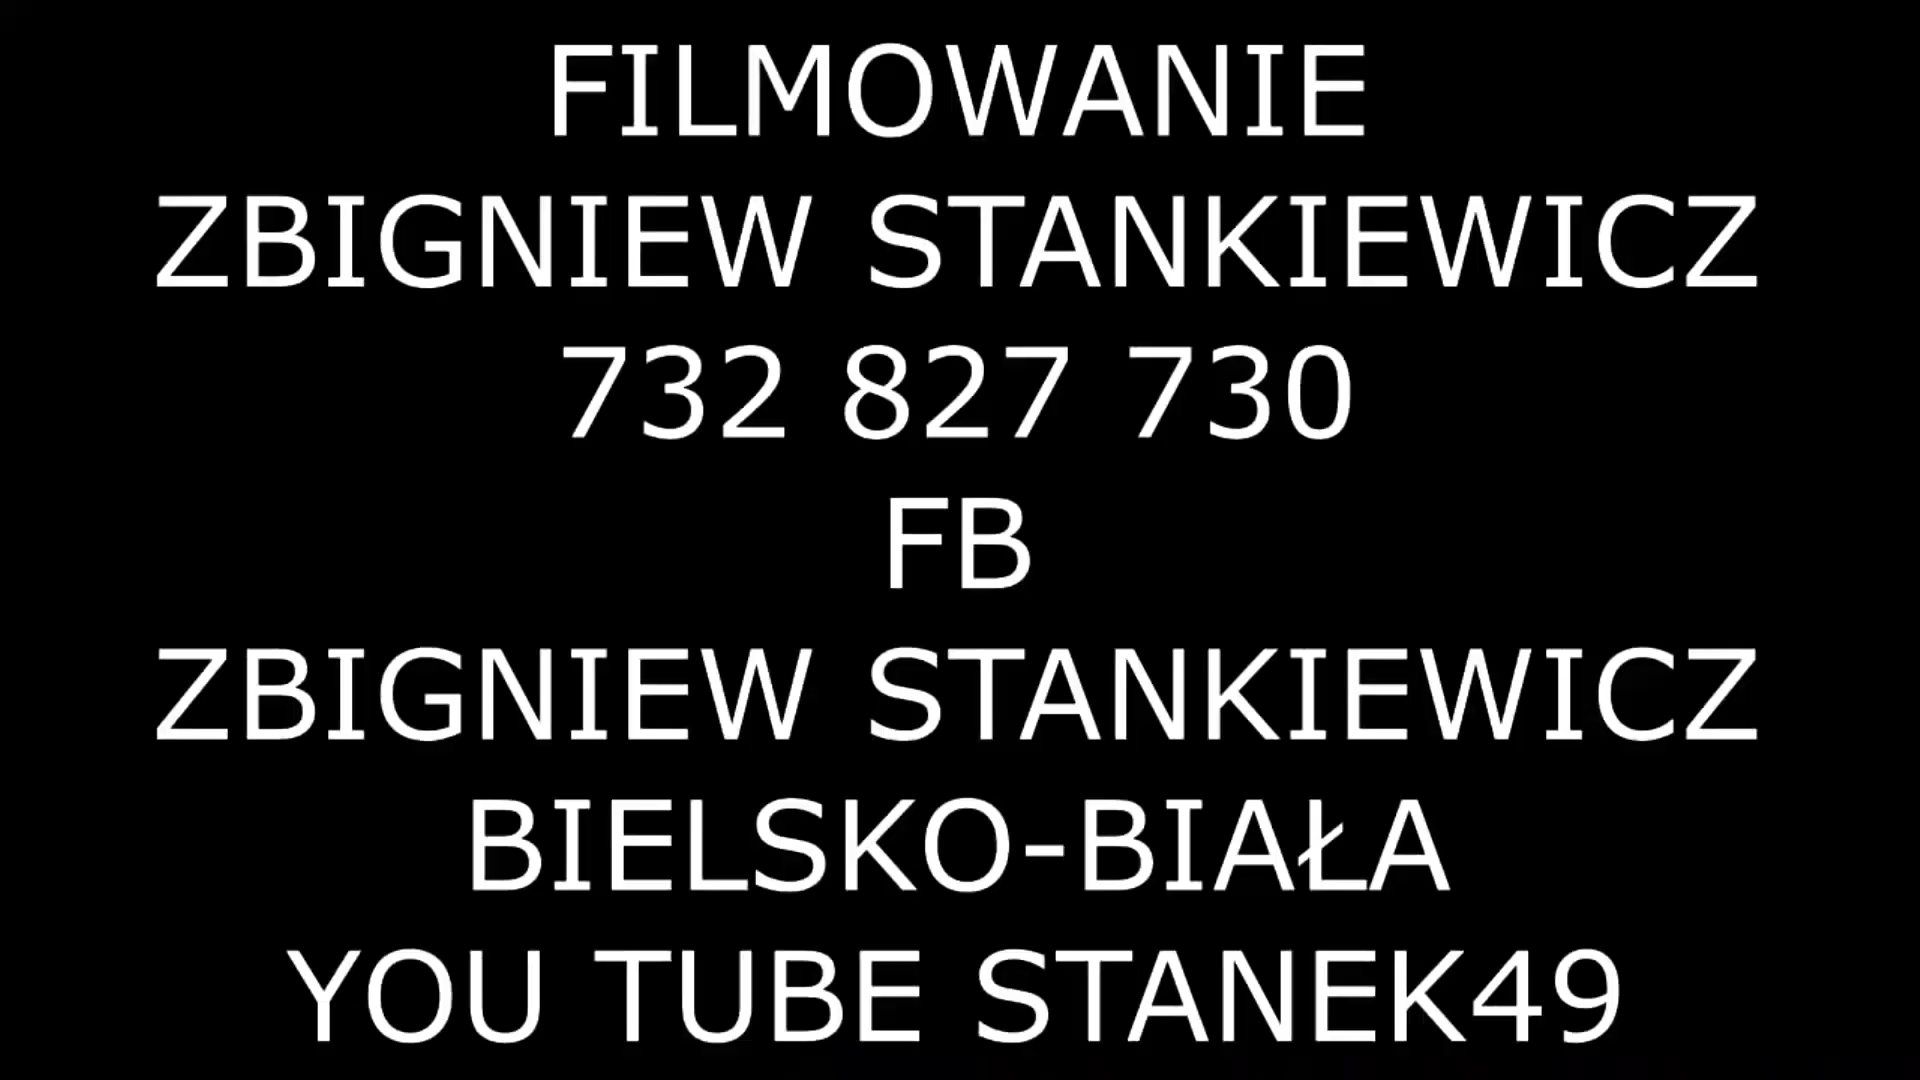 FILMOWANIE
ZBIGNIEW STANKIEWICZ
732 827 730
FB
ZBIGNIEW STANKIEWICZ
BIELSKO-BIAŁA
YOU TUBE STANEK49